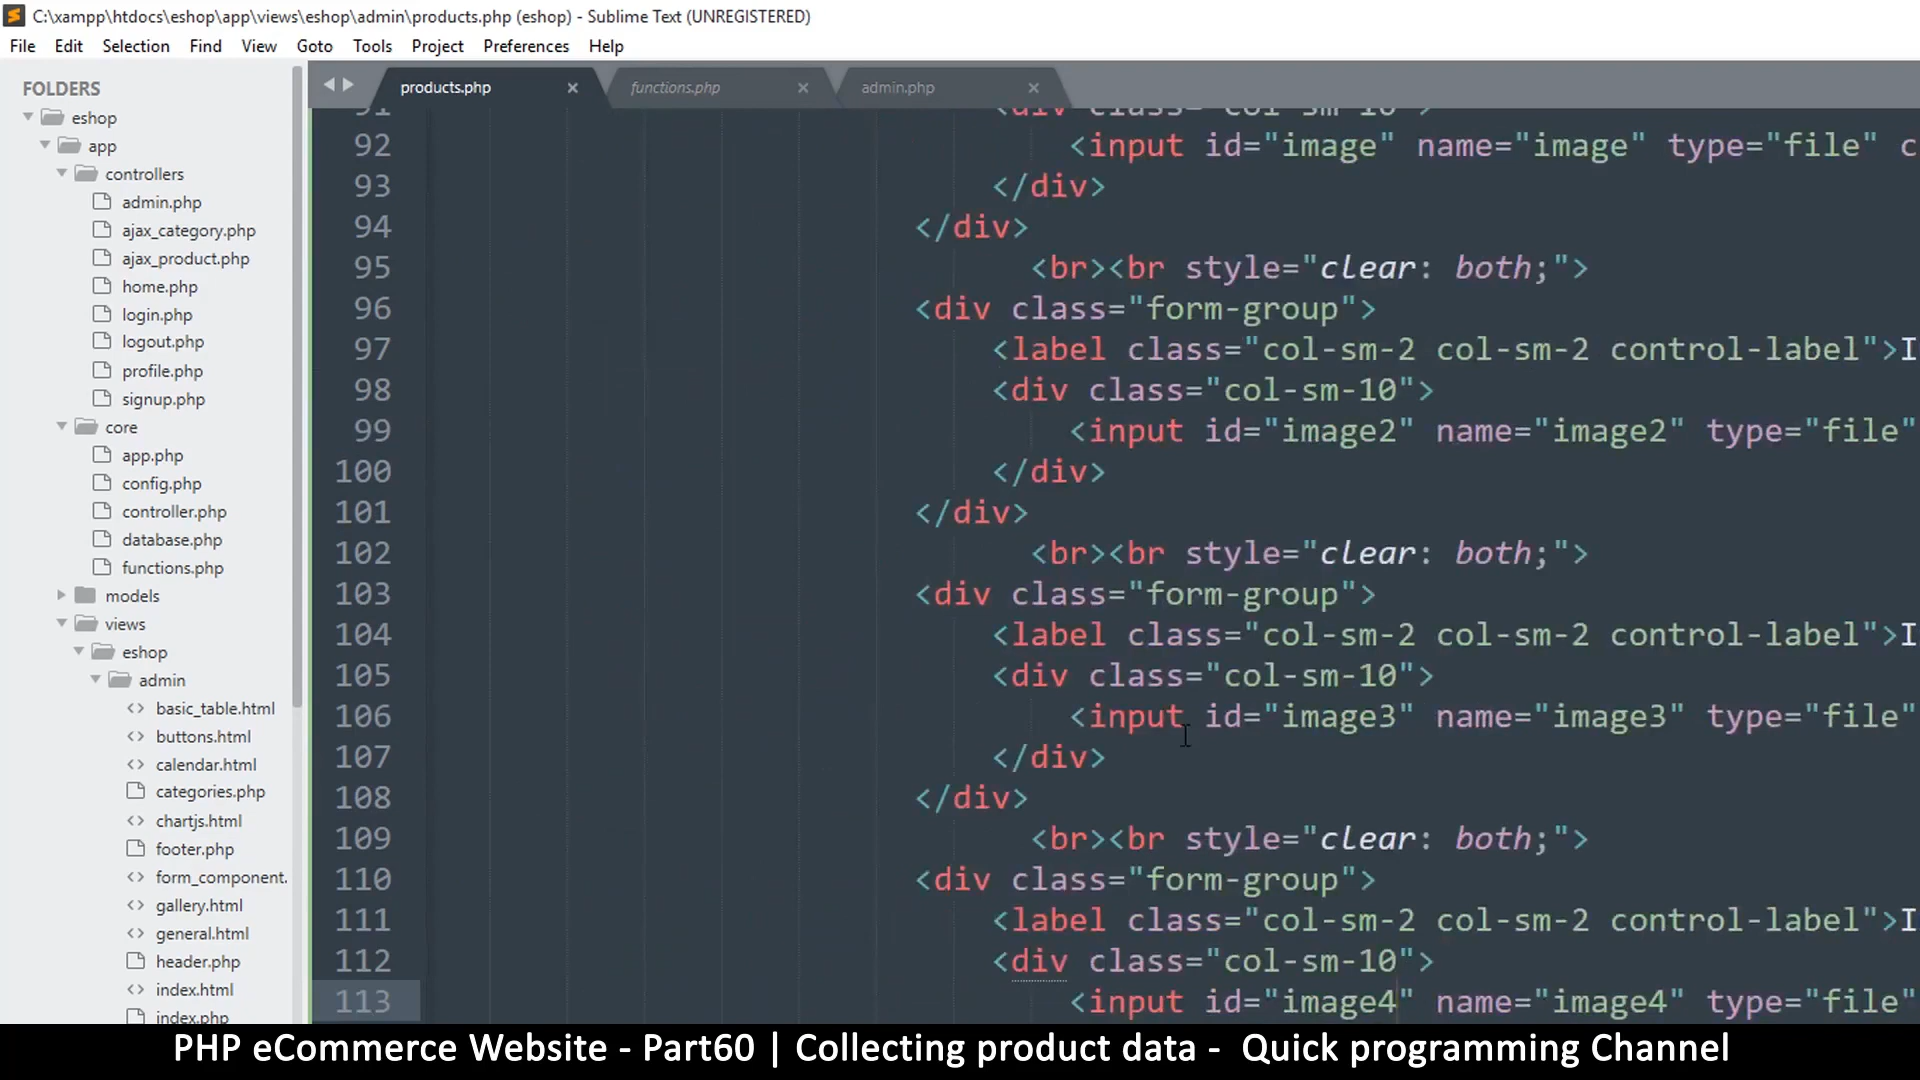 C:\xampp\htdocs\eshop\app\views\eshop\admin\products.php (eshop) - Sublime Text (UNREGISTERED)
File Edit Selection Find View Goto Tools Project Preferences Help
FOLDERS
eshop
app
controllers
admin.php
ajax_category.php
ajax_product.php
home.php
login.php
logout.php
profile.php
signup.php
core
app.php
config.php
controller.php
database.php
functions.php
models
views
eshop
admin
basic_table.html
buttons.html
calendar.html
categories.php
chartjs.html
footer.php
form_component.
gallery.html
general.html
header.php
index.html
index.php
products.php functions.php admin.php
91 <div class="col-sm-10">
92 <input id="image" name="image" type="file" c
93 </div>
94 </div>
95 <br><br style="clear: both;">
96 <div class="form-group">
97 <label class="col-sm-2 col-sm-2 control-label">I
98 <div class="col-sm-10">
99 <input id="image2" name="image2" type="file"
100 </div>
101 </div>
102 <br><br style="clear: both;">
103 <div class="form-group">
104 <label class="col-sm-2 col-sm-2 control-label">I
105 <div class="col-sm-10">
106 <input id="image3" name="image3" type="file"
107 </div>
108 </div>
109 <br><br style="clear: both;">
110 <div class="form-group">
111 <label class="col-sm-2 col-sm-2 control-label">I
112 <div class="col-sm-10">
113 <input id="image4" name="image4" type="file"
PHP eCommerce Website - Part60 | Collecting product data - Quick programming Channel